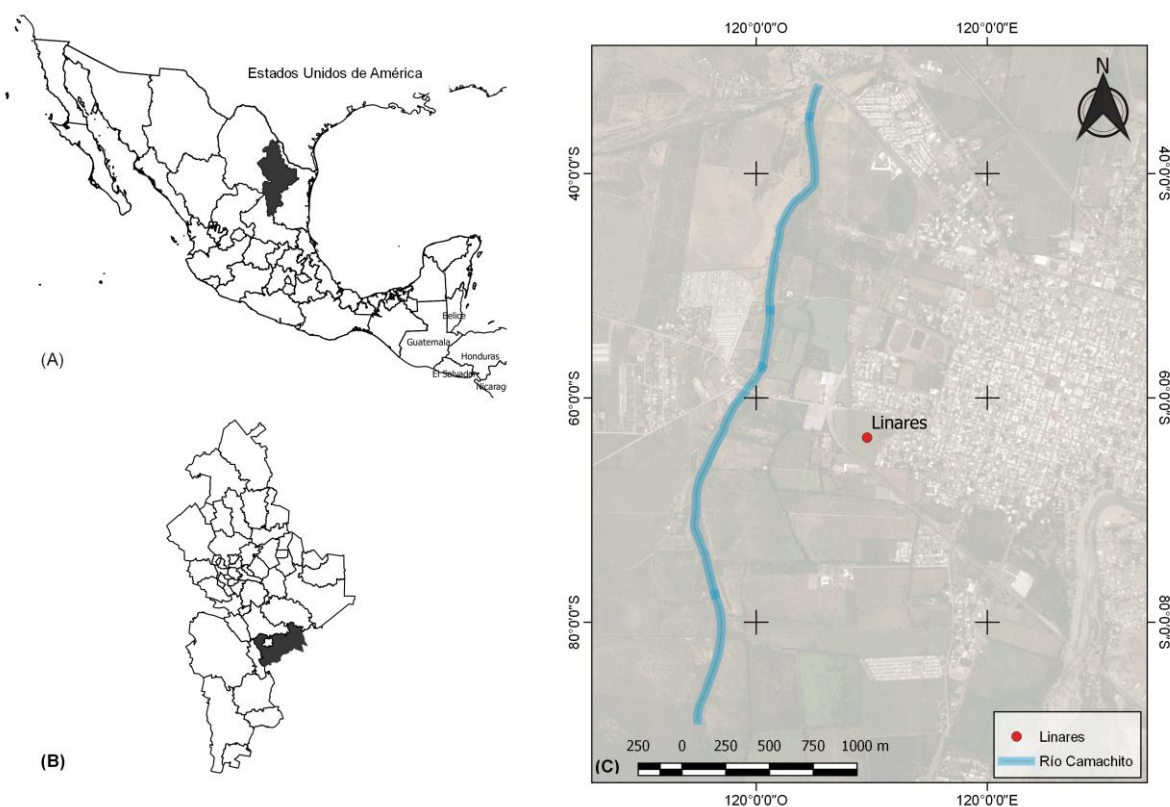 Estados Unidos de América
Belice
Guatemala
Honduras
El Salvador
Nicarag
(A)
(B)
120°0'0"O
120°0'0"E
N
40°0'0"S
40°0'0"S
60°0'0"S
60°0'0"S
Linares
80°0'0"S
80°0'0"S
Linares
Río Camachito
250 0 250 500 750 1000 m
(C)
120°0'0"O
120°0'0"E